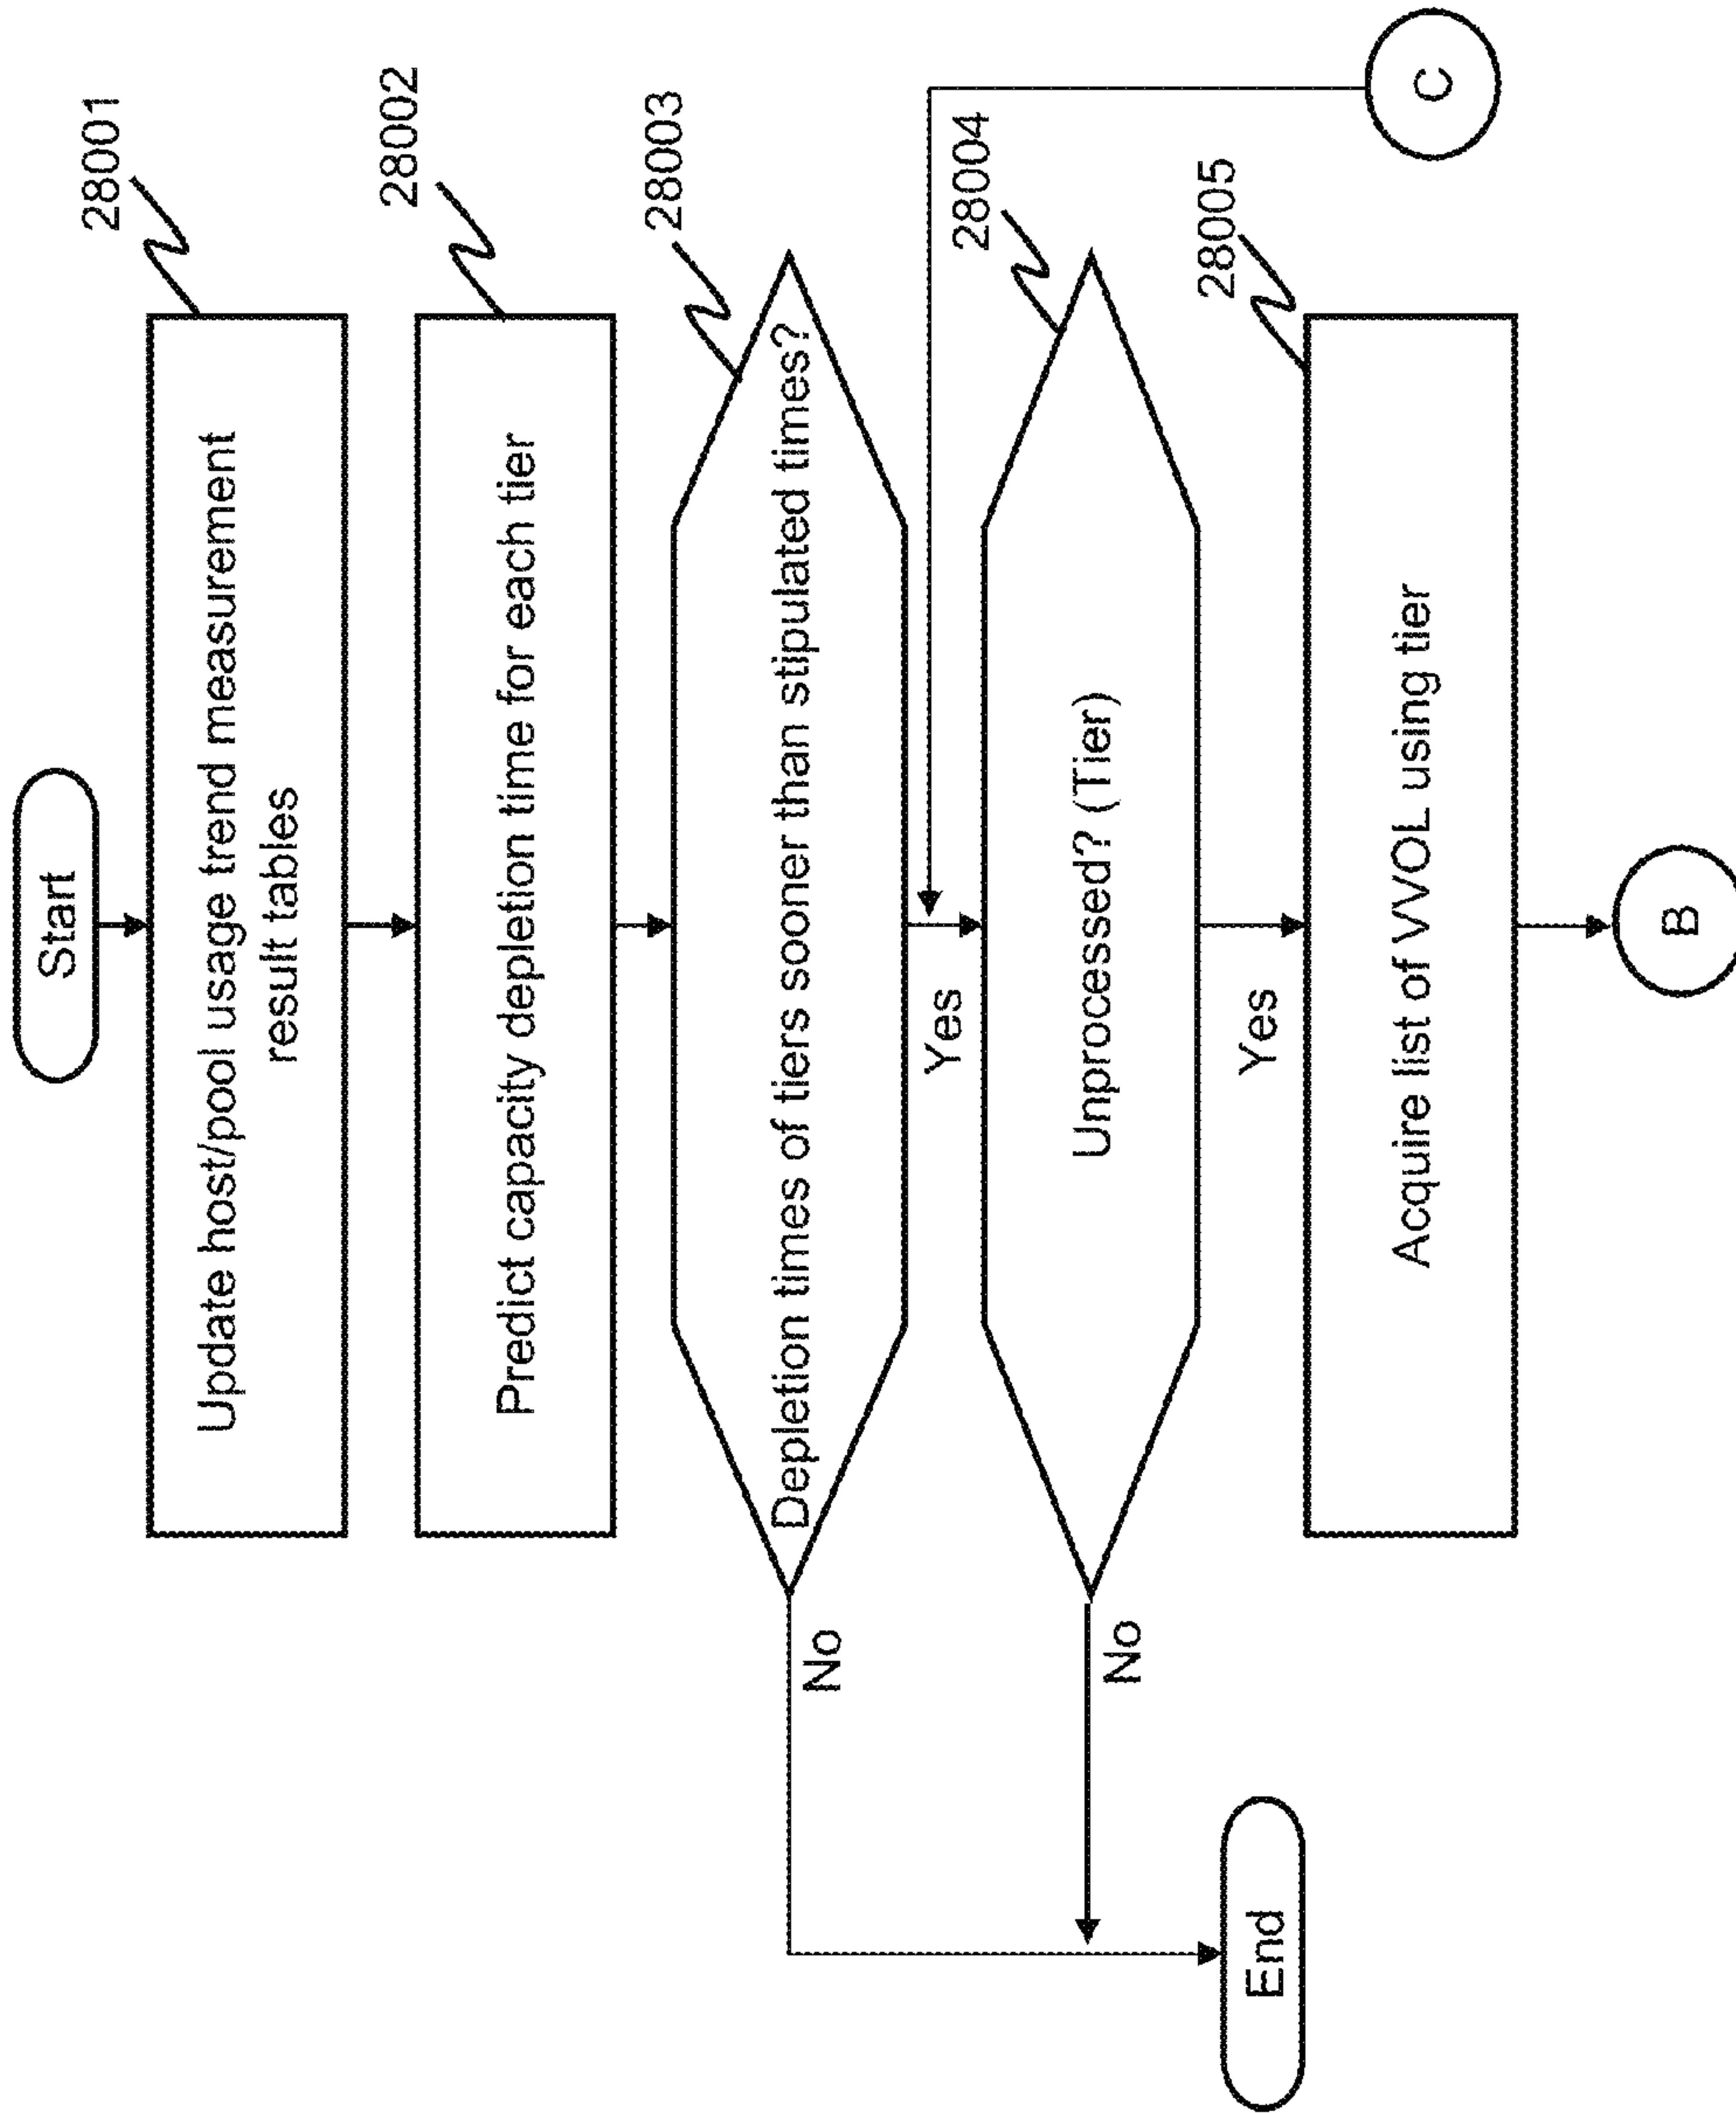 Start
28001
Update host/pool usage trend measurement
result tables
28002
Predict capacity depletion time for each tier
28003
Depletion times of tiers sooner than stipulated times?
No
Yes
C
28004
Unprocessed? (Tier)
No
Yes
28005
Acquire list of VVOL using tier
End
B